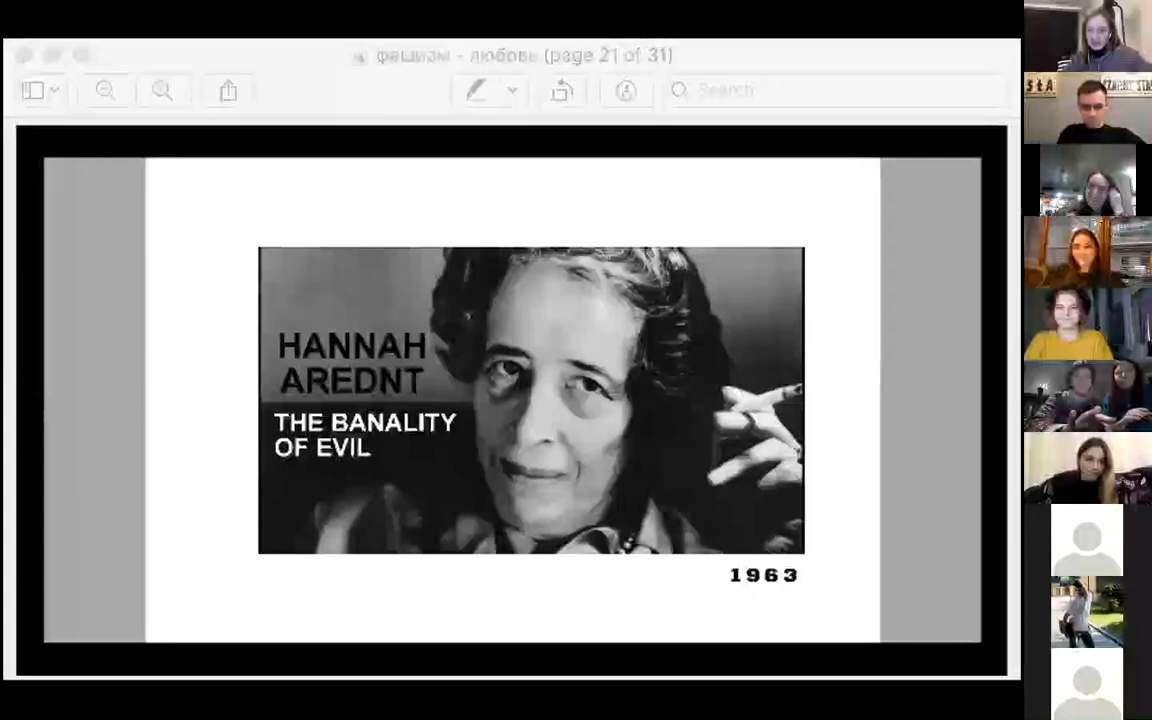 фашизм - любовь (page 21 of 31)
Search
HANNAH
AREDNT
THE BANALITY
OF EVIL
1963